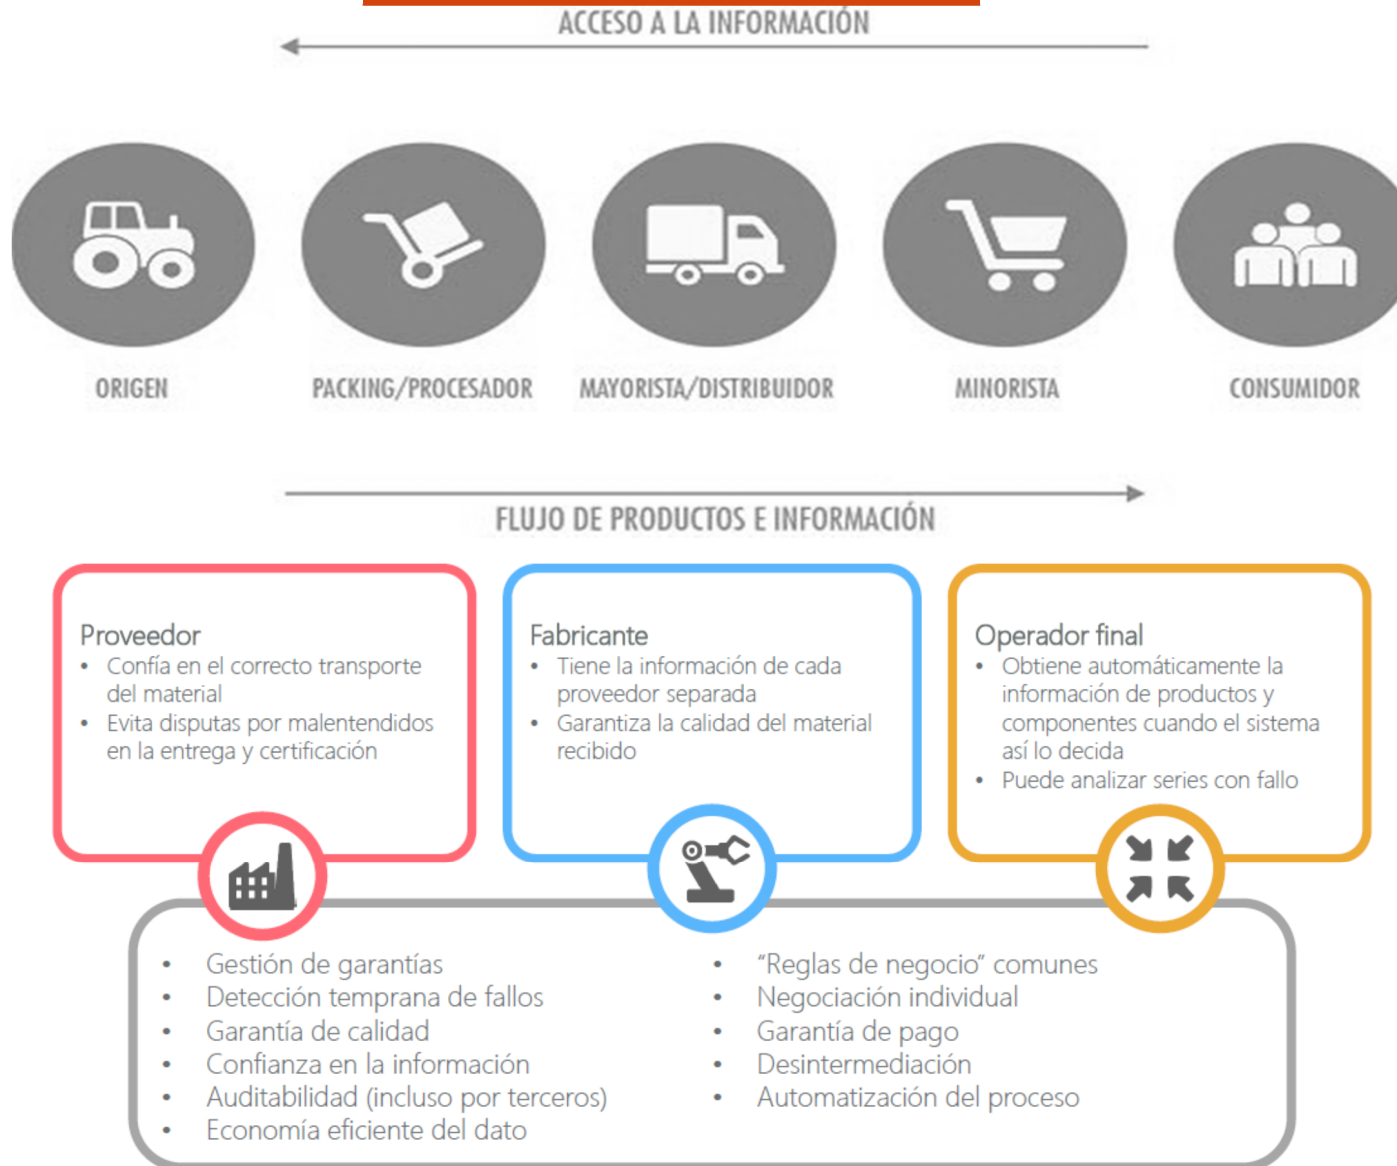 ACCESO A LA INFORMACIÓN
ORIGEN
PACKING/PROCESADOR
MAYORISTA/DISTRIBUIDOR
MINORISTA
CONSUMIDOR
FLUJO DE PRODUCTOS E INFORMACIÓN
Proveedor
• Confía en el correcto transporte
del material
• Evita disputas por malentendidos
en la entrega y certificación
Fabricante
• Tiene la información de cada
proveedor separada
• Garantiza la calidad del material
recibido
Operador final
• Obtiene automáticamente la
información de productos y
componentes cuando el sistema
así lo decida
• Puede analizar series con fallo
• Gestión de garantías
• Detección temprana de fallos
• Garantía de calidad
• Confianza en la información
• Auditabilidad (incluso por terceros)
• Economía eficiente del dato
• “Reglas de negocio” comunes
• Negociación individual
• Garantía de pago
• Desintermediación
• Automatización del proceso